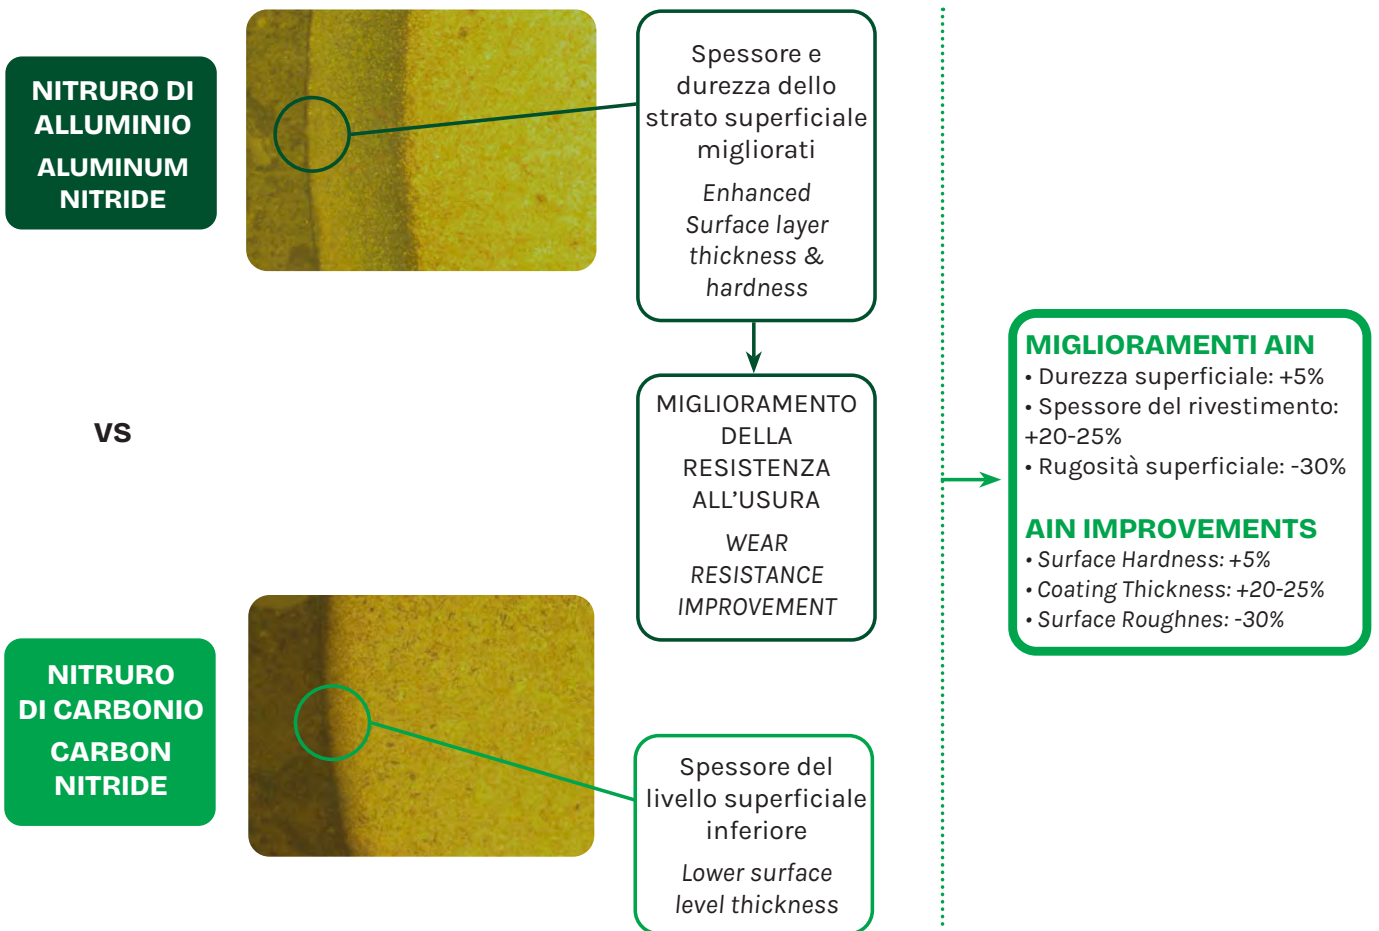 NITRURO DI
ALLUMINIO
ALUMINUM
NITRIDE
Spessore e
durezza dello
strato superficiale
migliorati
Enhanced
Surface layer
thickness &
hardness
VS
MIGLIORAMENTO
DELLA
RESISTENZA
ALL’USURA
WEAR
RESISTANCE
IMPROVEMENT
NITRURO
DI CARBONIO
CARBON
NITRIDE
Spessore del
livello superficiale
inferiore
Lower surface
level thickness
MIGLIORAMENTI AIN
• Durezza superficiale: +5%
• Spessore del rivestimento:
+20-25%
• Rugosità superficiale: -30%
AIN IMPROVEMENTS
• Surface Hardness: +5%
• Coating Thickness: +20-25%
• Surface Roughnes: -30%